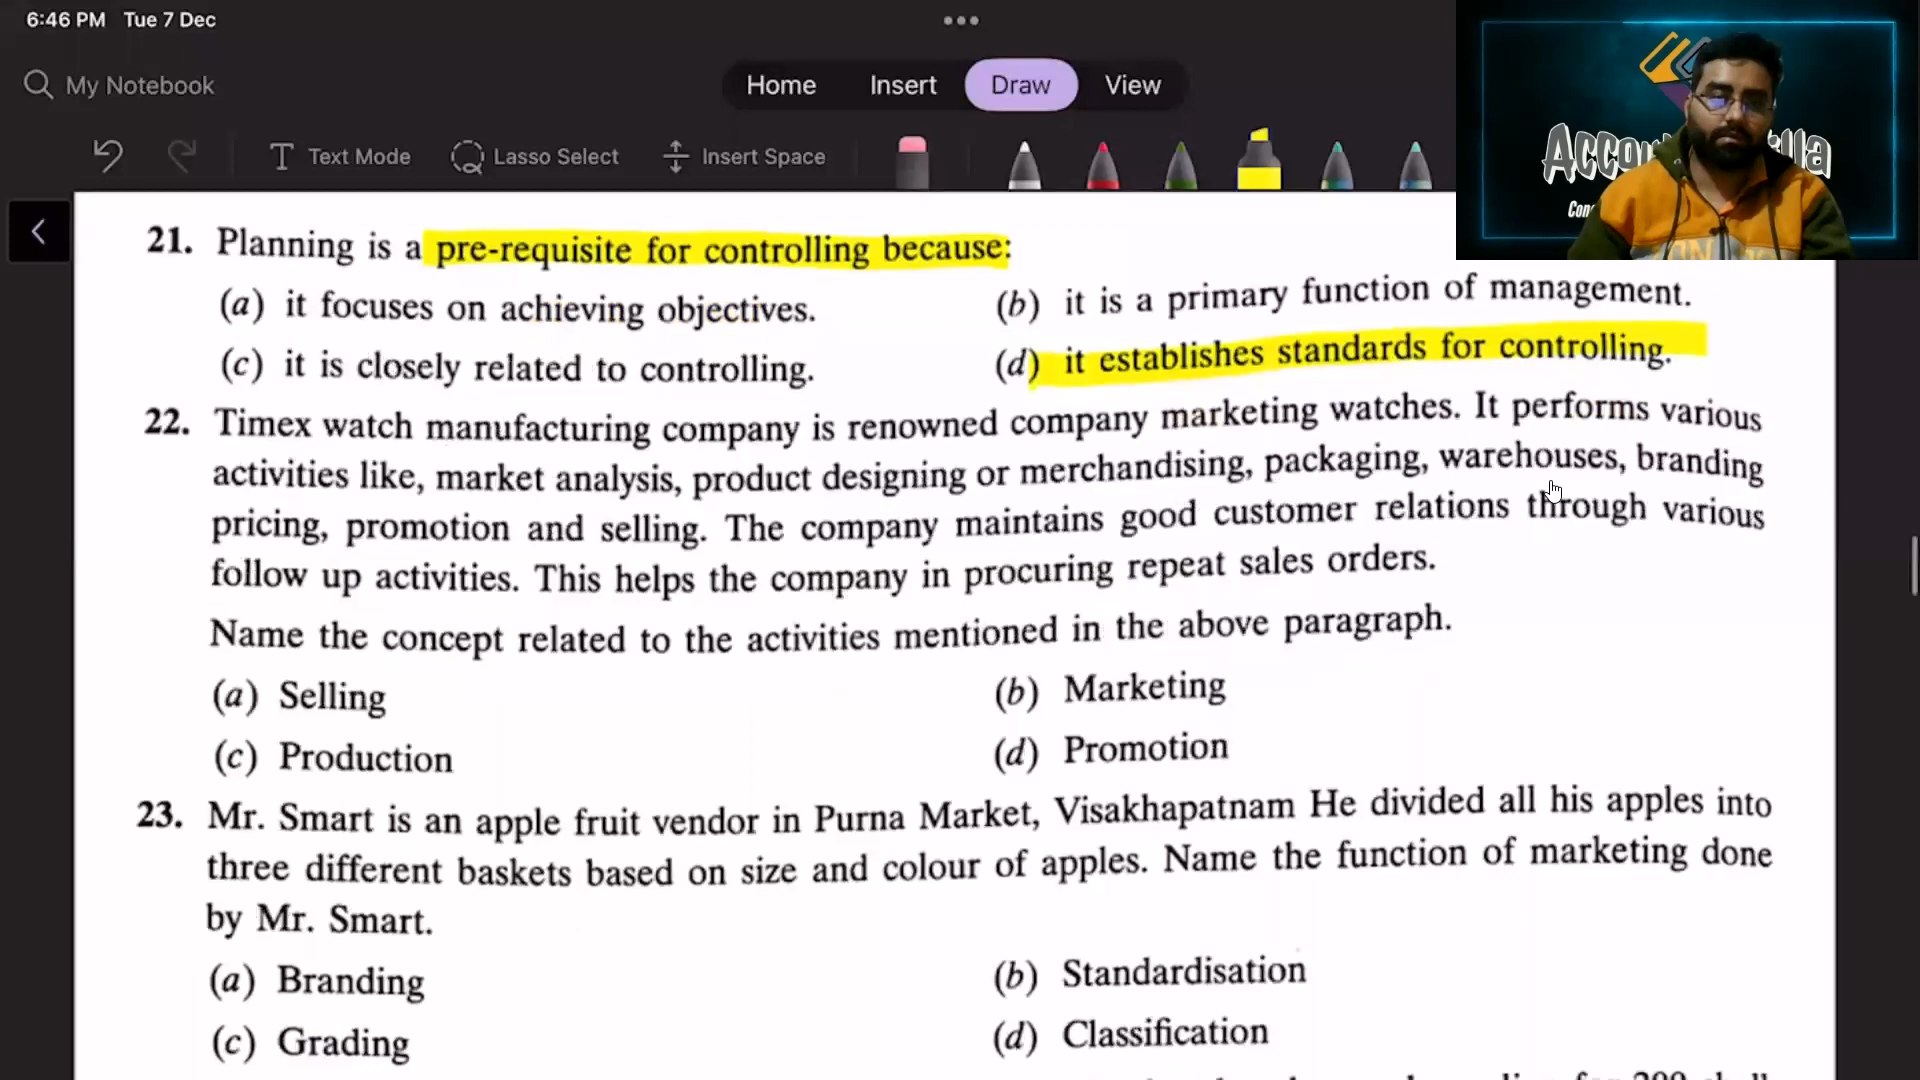 6:46 PM Tue 7 Dec
My Notebook
Home Insert Draw View
Text Mode Lasso Select Insert Space
21. Planning is a pre-requisite for controlling because:
(a) it focuses on achieving objectives. (b) it is a primary function of management.
(c) it is closely related to controlling. (d) it establishes standards for controlling.
22. Timex watch manufacturing company is renowned company marketing watches. It performs various
activities like, market analysis, product designing or merchandising, packaging, warehouses, branding
pricing, promotion and selling. The company maintains good customer relations through various
follow up activities. This helps the company in procuring repeat sales orders.
Name the concept related to the activities mentioned in the above paragraph.
(a) Selling (b) Marketing
(c) Production (d) Promotion
23. Mr. Smart is an apple fruit vendor in Purna Market, Visakhapatnam He divided all his apples into
three different baskets based on size and colour of apples. Name the function of marketing done
by Mr. Smart.
(a) Branding (b) Standardisation
(c) Grading (d) Classification